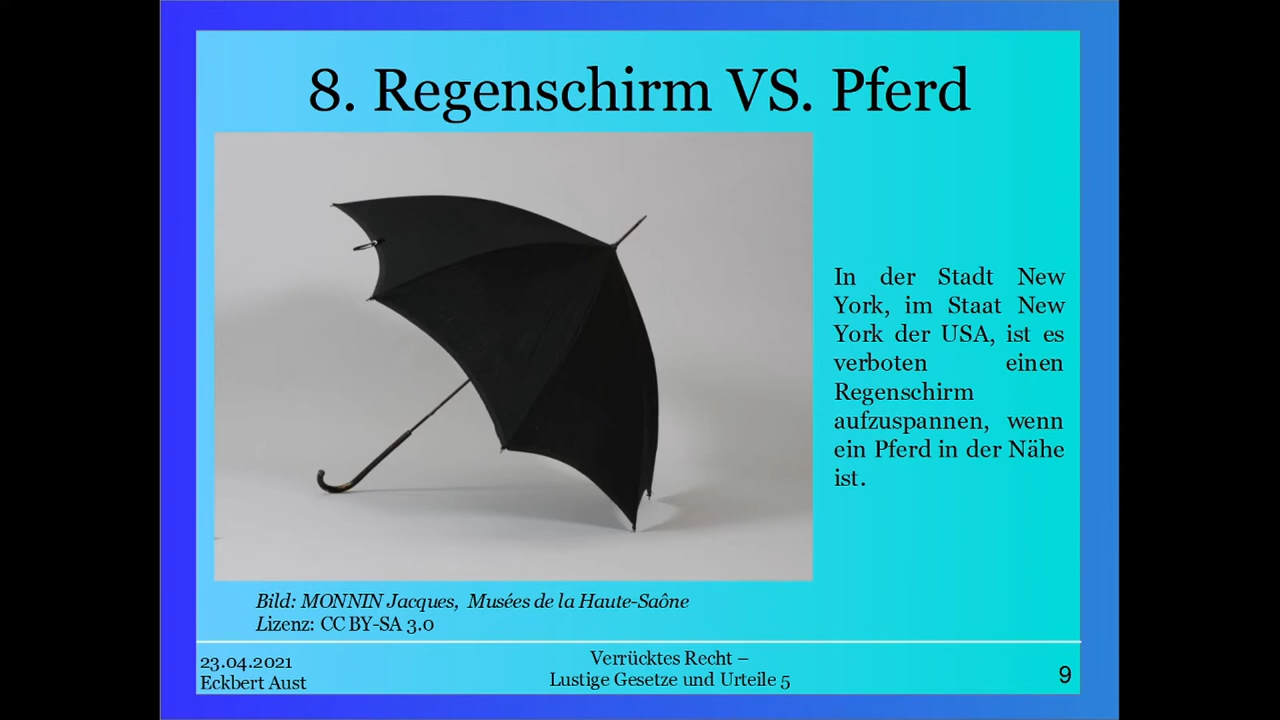 8. Regenschirm VS. Pferd
In der Stadt New
York, im Staat New
York der USA, ist es
verboten einen
Regenschirm
aufzuspannen, wenn
ein Pferd in der Nähe
ist.
Bild: MONNIN Jacques, Musées de la Haute-Saône
Lizenz: CC BY-SA 3.0
23.04.2021
Eckbert Aust
Verrücktes Recht –
Lustige Gesetze und Urteile 5
9